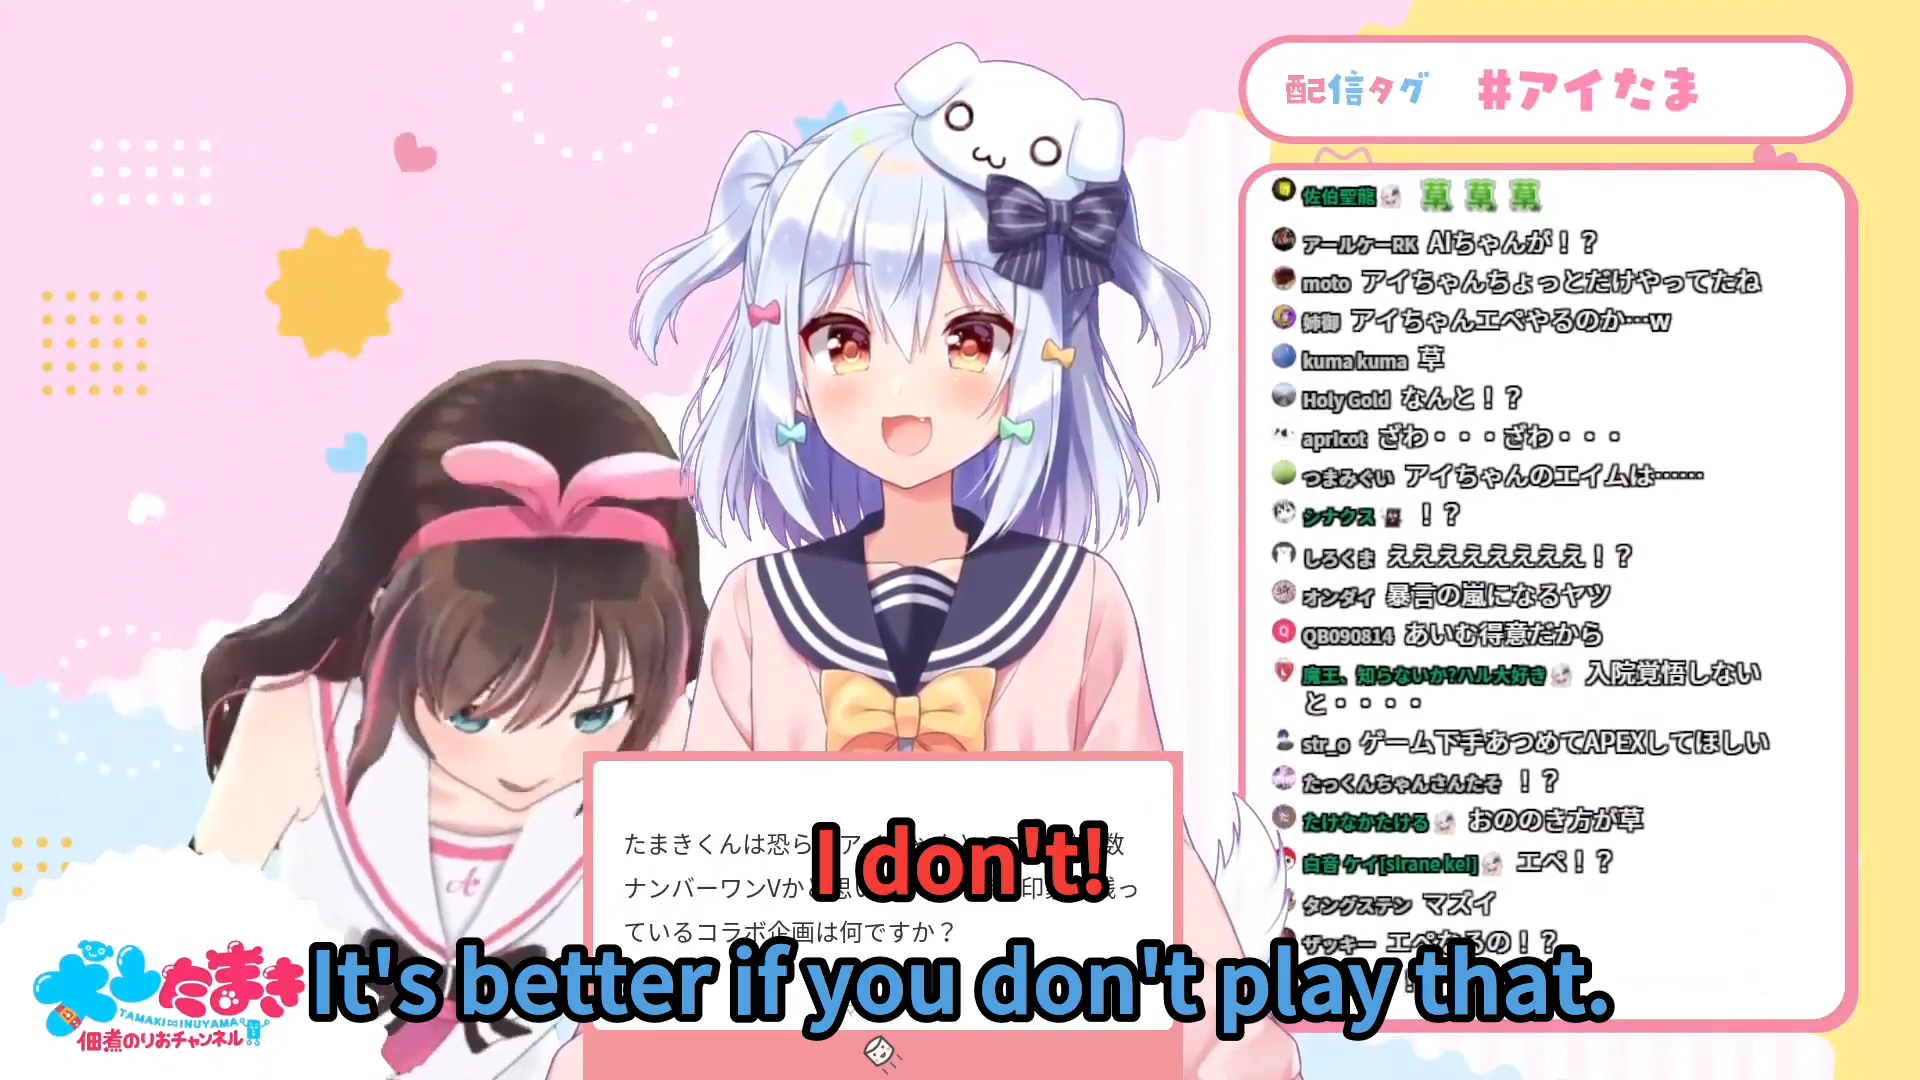 配信タグ #アイたま
佐伯聖龍 草 草 草
アールケーRK AIちゃんが！？
moto アイちゃんちょっとだけやってたね
姉御 アイちゃんエペやるのか…w
kuma kuma 草
Holy Gold なんと！？
apricot ざわ・・・ざわ・・・
つまみぐい アイちゃんのエイムは……
シナクス ！？
しろくま ええええええええ！？
オンダイ 暴言の嵐になるヤツ
QB090814 あいむ得意だから
魔王、知らないか?ハル大好き 入院覚悟しない
と・・・・
str_o ゲーム下手あつめてAPEXしてほしい
たっくんちゃんさんたそ ！？
たけなかたける おののき方が草
白音 ケイ[sirane kei] エペ！？
タングステン マズイ
ザッキー エペやるの！？
たまきくんは恐ら
数
ナンバーワンVか
ているコラボ企画は何ですか？
I don't!
It's better if you don't play that.
犬山たまき
TAMAKI INUYAMA
佃煮のりおチャンネル!!